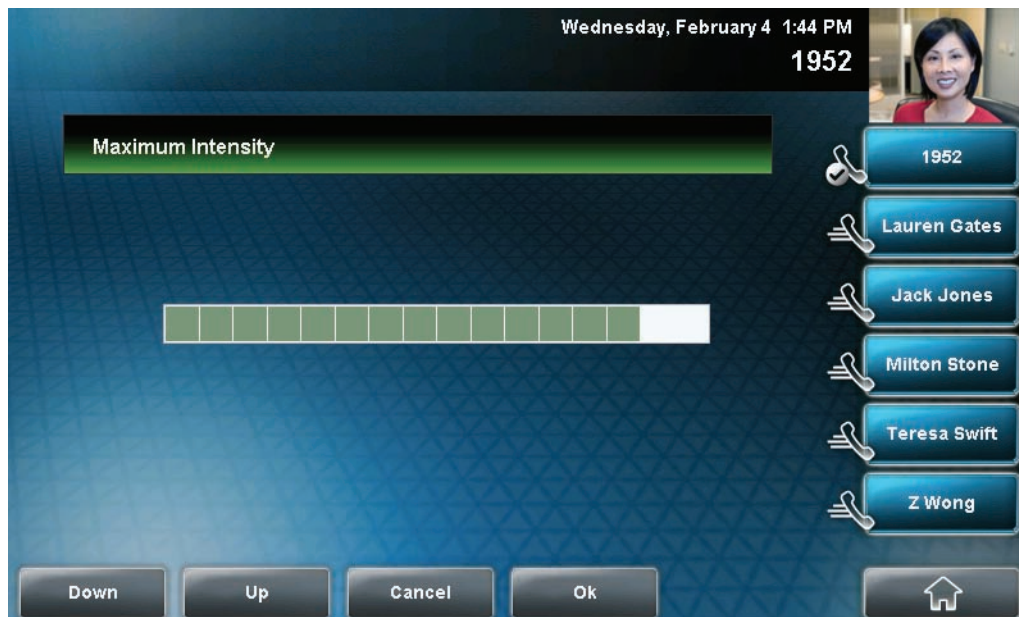 Wednesday, February 4 1:44 PM
1952
Maximum Intensity
1952
Lauren Gates
Jack Jones
Milton Stone
Teresa Swift
Z Wong
Down
Up
Cancel
Ok